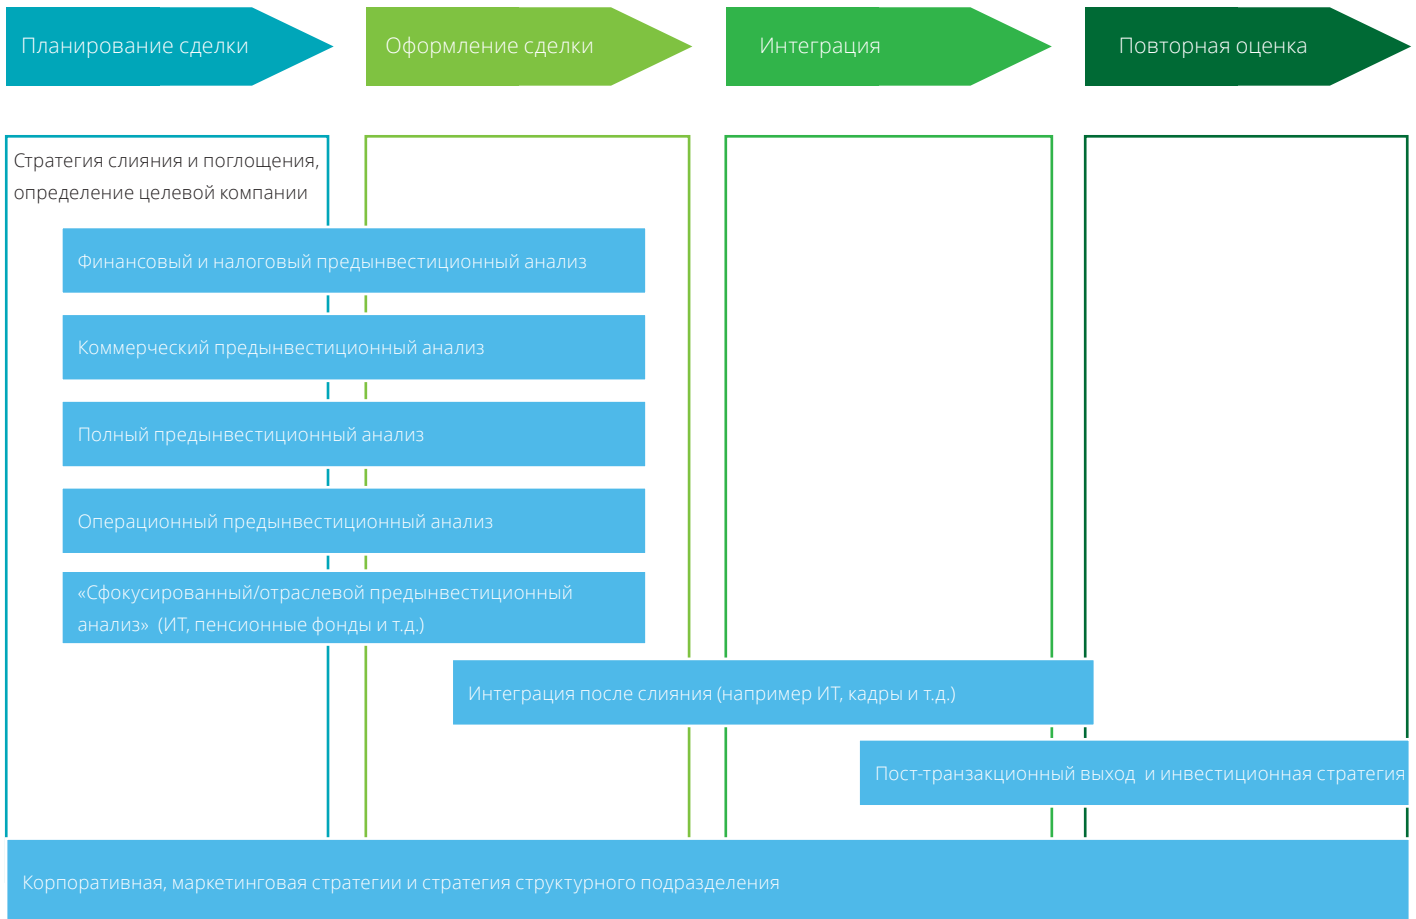 Планирование сделки
Оформление сделки
Интеграция
Повторная оценка
Стратегия слияния и поглощения,
определение целевой компании
Финансовый и налоговый предынвестиционный анализ
Коммерческий предынвестиционный анализ
Полный предынвестиционный анализ
Операционный предынвестиционный анализ
«Сфокусированный/отраслевой предынвестиционный
анализ» (ИТ, пенсионные фонды и т.д.)
Интеграция после слияния (например ИТ, кадры и т.д.)
Пост-транзакционный выход и инвестиционная стратегия
Корпоративная, маркетинговая стратегии и стратегия структурного подразделения